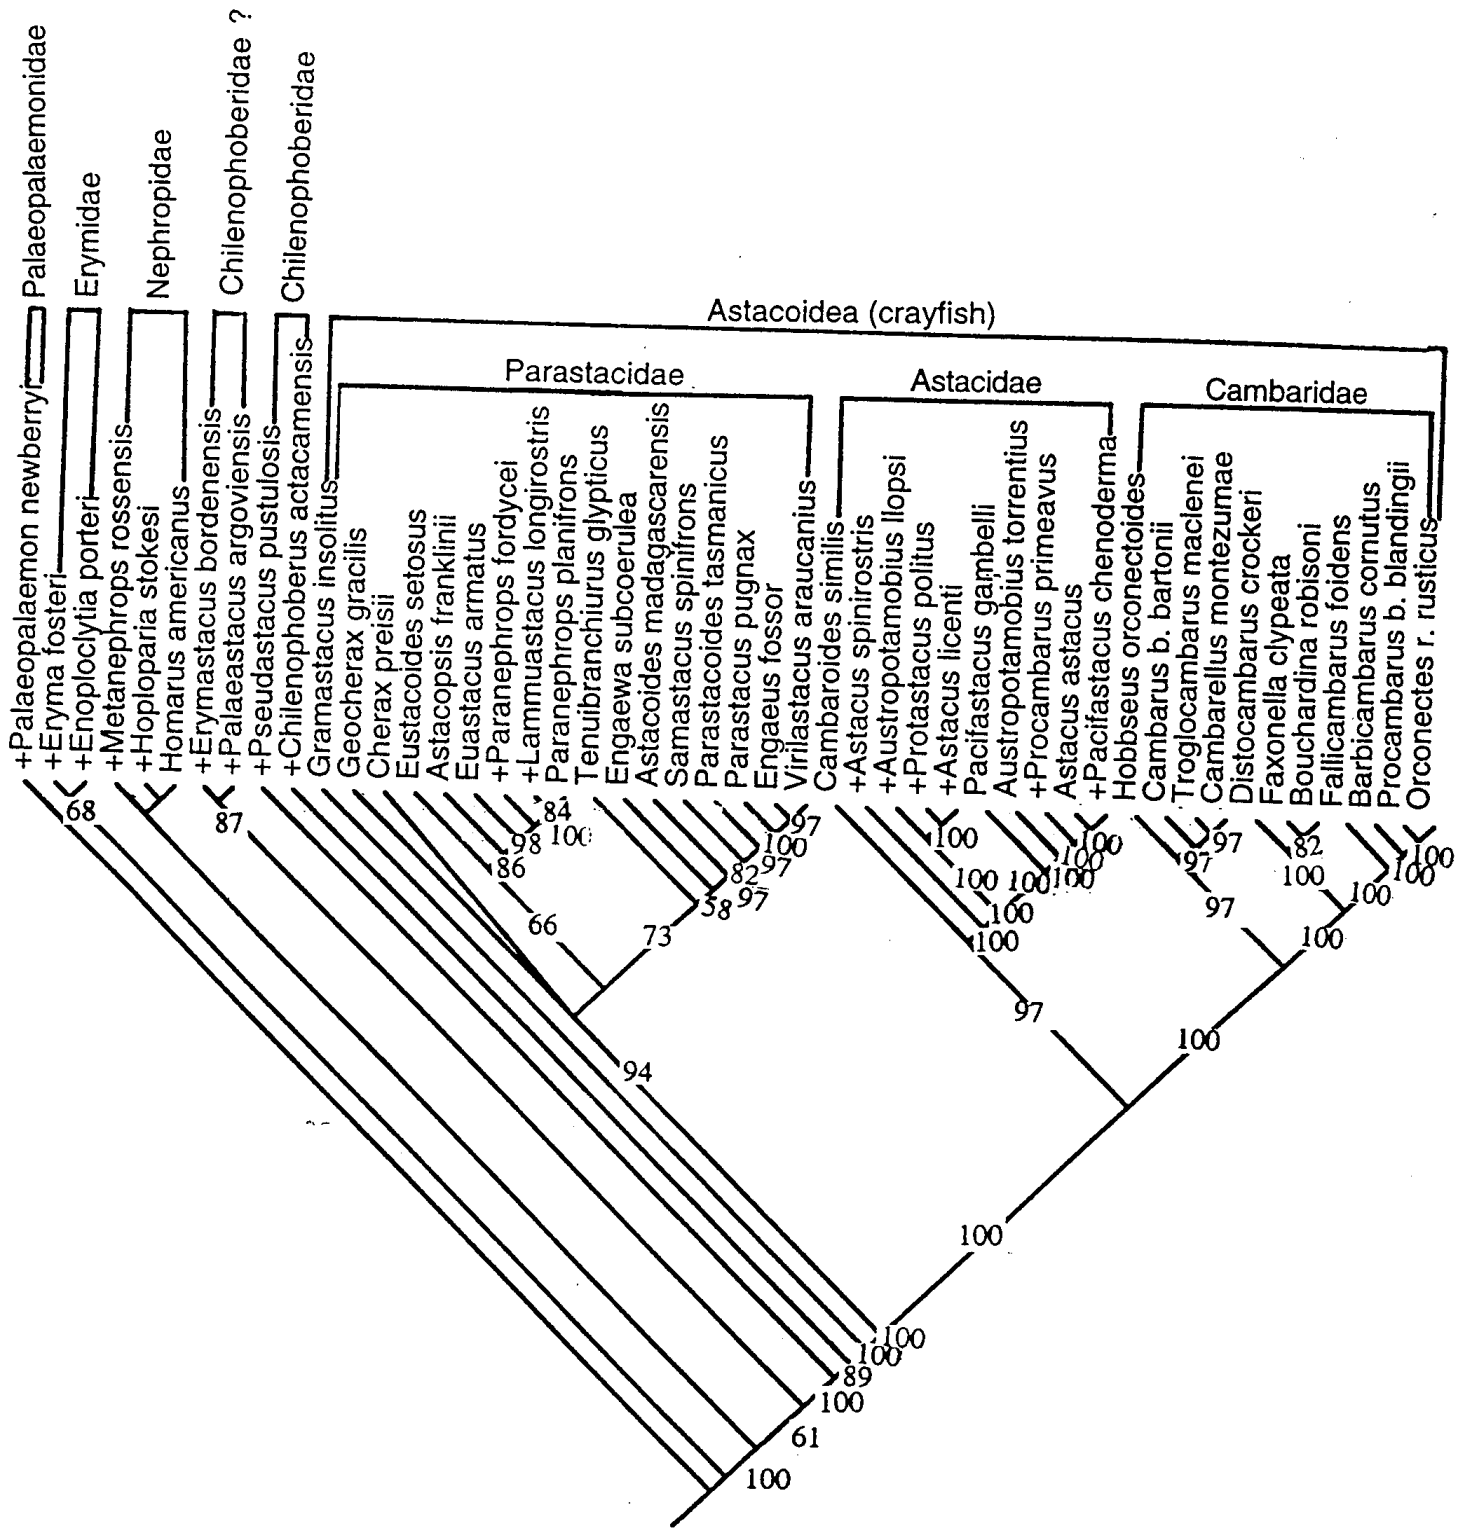 Palaeopalaemonidae
Erymidae
Nephropidae
Chilenophoberidae ?
Chilenophoberidae
Astacoidea (crayfish)
Parastacidae
Astacidae
Cambaridae
+Palaeopalaemon newberryi
+Eryma fosteri
+Enoploclytia porteri
+Metanephrops rossensis
+Hoploparia stokesi
Homarus americanus
+Erymastacus bordenensis
+Palaeastacus argoviensis
+Pseudastacus pustulosis
+Chilenophoberus actacamensis
Gramastacus insolitus
Geocherax gracilis
Cherax preisii
Eustacoides setosus
Astacopsis franklinii
Euastacus armatus
+Paranephrops fordycei
+Lammuastacus longirostris
Paranephrops planifrons
Tenuibranchiurus glypticus
Engaewa subcoerulea
Astacoides madagascarensis
Samastacus spinifrons
Parastacoides tasmanicus
Parastacus pugnax
Engaeus fossor
Virilastacus araucanius
Cambaroides similis
+Astacus spinirostris
+Austropotamobius llopsi
+Protastacus politus
+Astacus licenti
Pacifastacus gambelli
Austropotamobius torrentius
+Procambarus primeavus
Astacus astacus
+Pacifastacus chenoderma
Hobbseus orconectoides
Cambarus b. bartonii
Troglocambarus maclenei
Cambarellus montezumae
Distocambarus crockeri
Faxonella clypeata
Bouchardina robisoni
Fallicambarus foidens
Barbicambarus cornutus
Procambarus b. blandingii
Orconectes r. rusticus
68
87
84
100
98
86
66
97
100
97
82
97
58
73
94
100
100
100
100
100
100
100
100
97
97
97
97
82
100
100
100
100
100
100
100
100
100
89
100
61
100